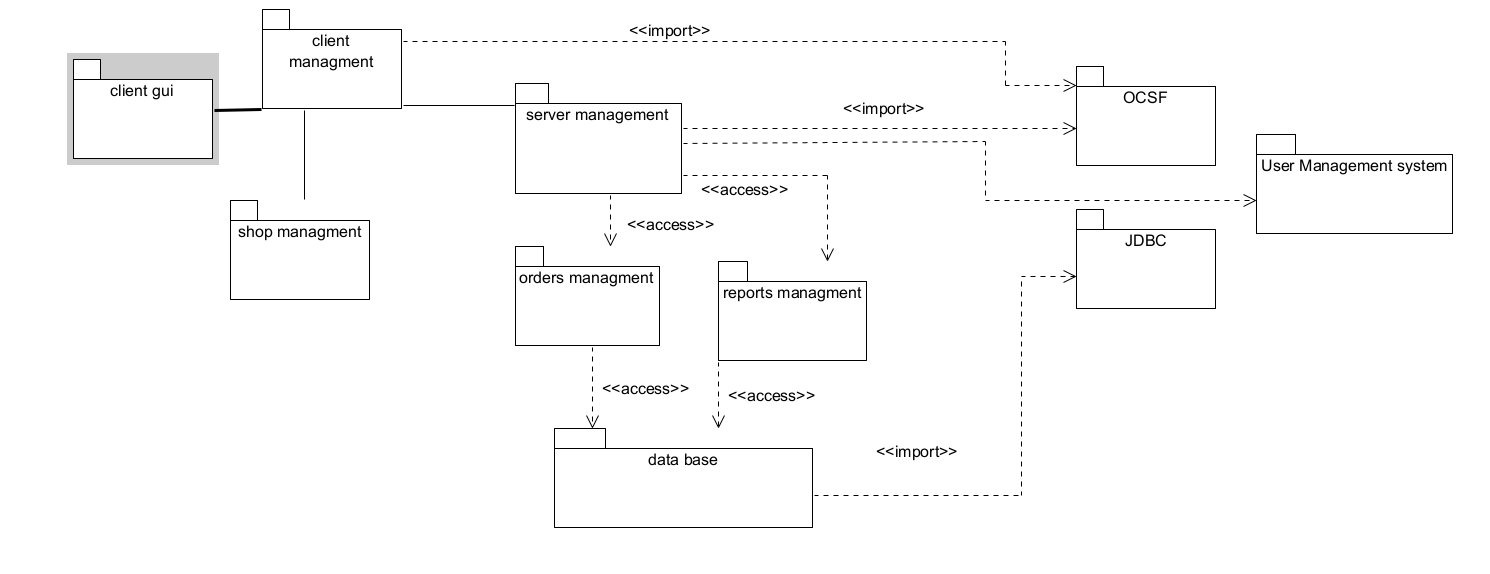 <<import>>
client
managment
client gui
OCSF
<<import>>
server management
User Management system
<<access>>
<<access>>
shop managment
JDBC
orders managment
reports managment
<<access>>
<<access>>
<<import>>
data base